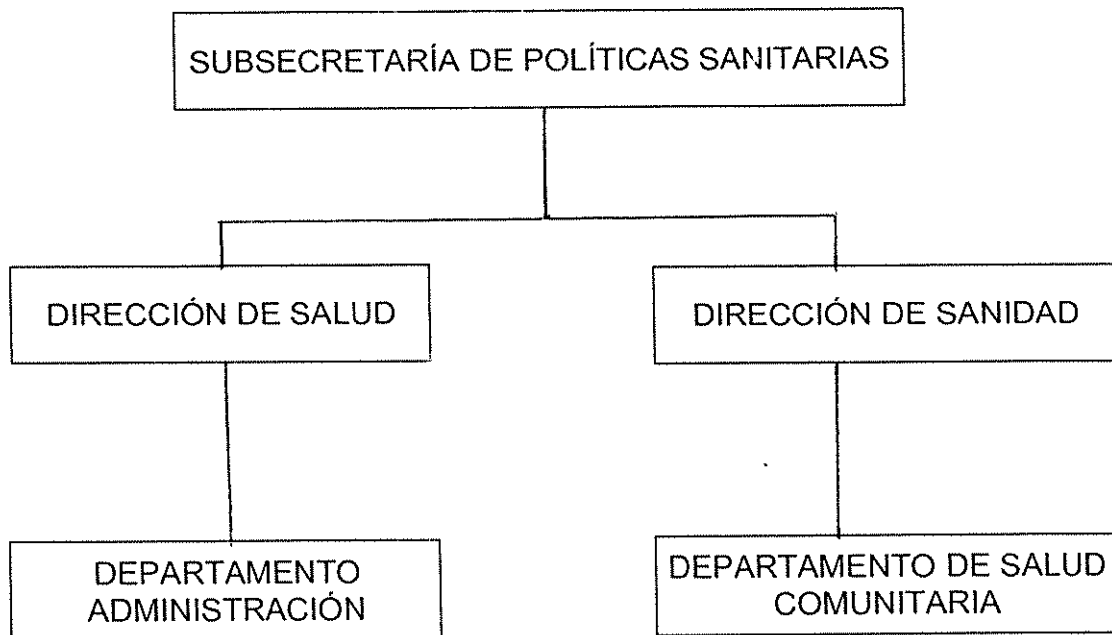 SUBSECRETARÍA DE POLÍTICAS SANITARIAS
DIRECCIÓN DE SALUD
DIRECCIÓN DE SANIDAD
DEPARTAMENTO
ADMINISTRACIÓN
DEPARTAMENTO DE SALUD
COMUNITARIA